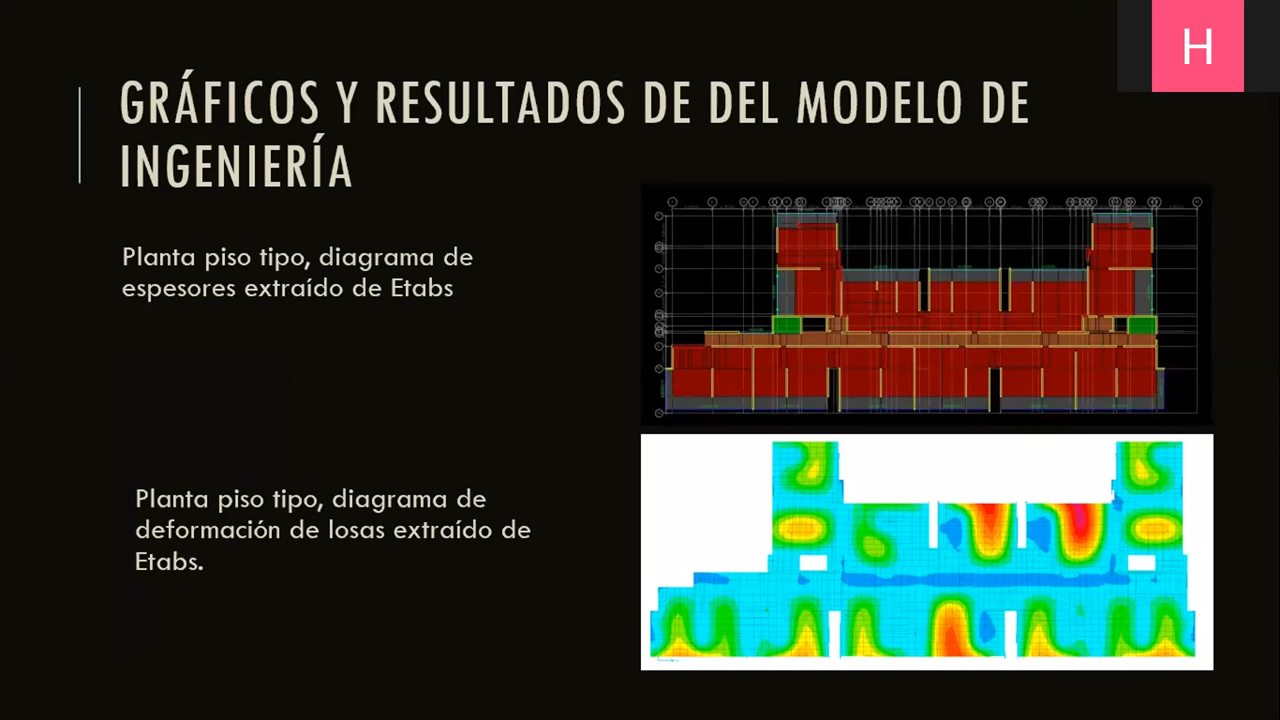 H
GRÁFICOS Y RESULTADOS DE DEL MODELO DE
INGENIERÍA
Planta piso tipo, diagrama de
espesores extraído de Etabs
Planta piso tipo, diagrama de
deformación de losas extraído de
Etabs.